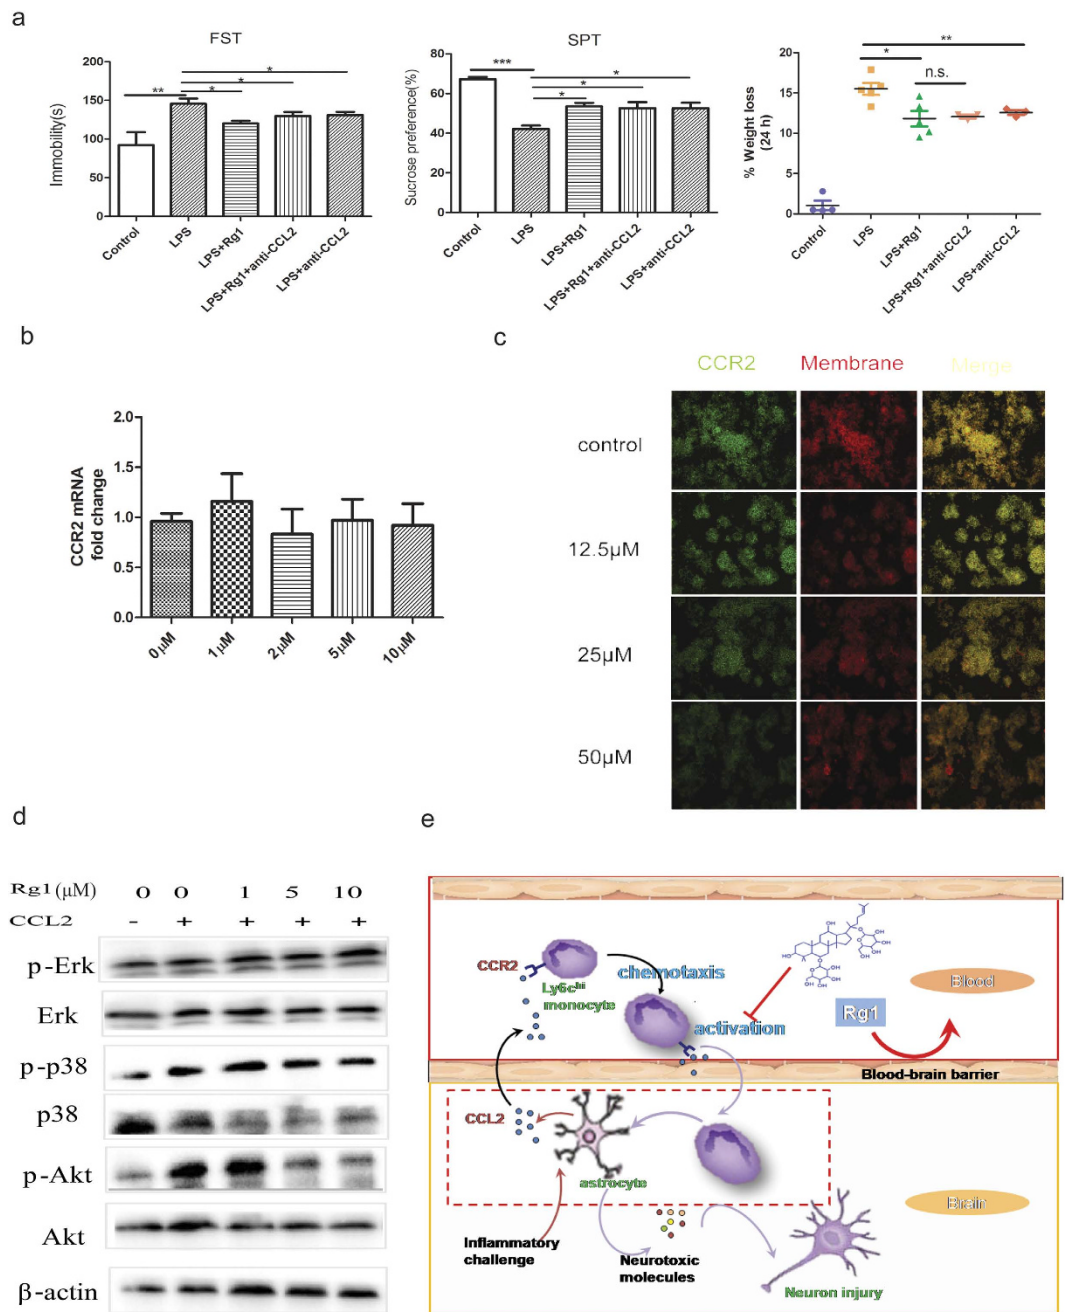 a
FST
Immobility(s)
200
150
100
50
0
** * * *
Control
LPS
LPS+Rg1
LPS+Rg1+anti-CCL2
LPS+anti-CCL2
SPT
Sucrose preference(%)
80
60
40
20
0
*** * * *
Control
LPS
LPS+Rg1
LPS+Rg1+anti-CCL2
LPS+anti-CCL2
% Weight loss
(24 h)
20
15
10
5
0
**
*
n.s.
Control
LPS
LPS+Rg1
LPS+Rg1+anti-CCL2
LPS+anti-CCL2
b
CCR2 mRNA
fold change
2.0
1.5
1.0
0.5
0.0
0μM
1μM
2μM
5μM
10μM
c
CCR2 Membrane Merge
control
12.5μM
25μM
50μM
d
Rg1(μM) 0 0 1 5 10
CCL2 - + + + +
p-Erk
Erk
p-p38
p38
p-Akt
Akt
β-actin
e
CCR2
Ly6c^hi
monocyte
chemotaxis
activation
Rg1
Blood
Blood-brain barrier
CCL2
astrocyte
Inflammatory
challenge
Neurotoxic
molecules
Neuron injury
Brain